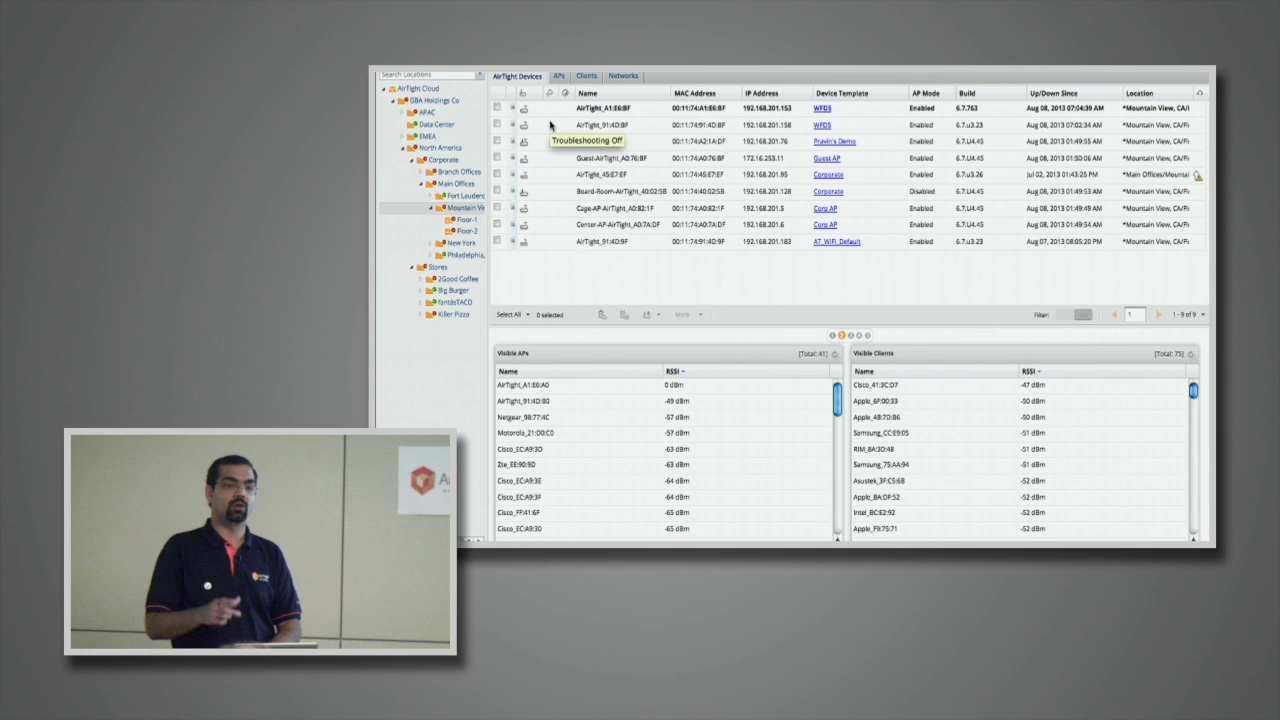 Search Locations
AirTight Cloud
GBA Holdings Co
APAC
Data Center
EMEA
North America
Corporate
Branch Offices
Main Offices
Fort Lauderd
Mountain Vi
Floor-1
Floor-2
New York
Philadelphia,
Stores
2Good Coffee
Big Burger
fantásTACO
Killer Pizza
AirTight Devices APs Clients Networks
Name MAC Address IP Address Device Template AP Mode Build Up/Down Since Location
AirTight_A1:E6:BF 00:11:74:A1:E6:BF 192.168.201.153 WFD5 Enabled 6.7.763 Aug 08, 2013 07:04:39 AM *Mountain View, CA/I
AirTight_91:4D:BF 00:11:74:91:4D:BF 192.168.201.158 WFD5 Enabled 6.7.u3.23 Aug 08, 2013 07:02:34 AM *Mountain View, CA/Fl
Troubleshooting Off
00:11:74:A2:1A:DF 192.168.201.76 Pravin's Demo Enabled 6.7.U4.45 Aug 08, 2013 01:49:55 AM *Mountain View, CA/Fl
Guest-AirTight_A0:76:BF 00:11:74:A0:76:BF 172.16.253.11 Guest AP Enabled 6.7.U4.45 Aug 08, 2013 01:50:06 AM *Mountain View, CA/Fl
AirTight_45:E7:EF 00:11:74:45:E7:EF 192.168.201.95 Corporate Enabled 6.7.u3.26 Jul 02, 2013 01:43:25 PM *Main Offices/Mountai
Board-Room-AirTight_40:02:5B 00:11:74:40:02:5B 192.168.201.128 Corporate Disabled 6.7.U4.45 Aug 08, 2013 01:49:53 AM *Mountain View, CA/Fl
Cage-AP-AirTight_A0:82:1F 00:11:74:A0:82:1F 192.168.201.5 Corp AP Enabled 6.7.U4.45 Aug 08, 2013 01:49:49 AM *Mountain View, CA/Fl
Center-AP-AirTight_A0:7A:DF 00:11:74:A0:7A:DF 192.168.201.6 Corp AP Enabled 6.7.U4.45 Aug 08, 2013 01:49:54 AM *Mountain View, CA/Fl
AirTight_91:4D:9F 00:11:74:91:4D:9F 192.168.201.183 AT_WiFi_Default Enabled 6.7.u3.23 Aug 07, 2013 08:05:20 PM *Mountain View, CA/Fl
Select All 0 selected More Filter: 1 1 - 9 of 9
1 2 3 4 5
Visible APs [Total: 41]
Name RSSI
AirTight_A1:E6:A0 0 dBm
AirTight_91:4D:B0 -49 dBm
Netgear_98:77:4C -57 dBm
Motorola_21:D0:C0 -57 dBm
Cisco_EC:A9:3D -63 dBm
Zte_EE:90:9D -63 dBm
Cisco_EC:A9:3E -64 dBm
Cisco_EC:A9:3F -64 dBm
Cisco_FF:41:6F -65 dBm
Cisco_EC:A9:30 -65 dBm
Visible Clients [Total: 75]
Name RSSI
Cisco_41:3C:D7 -47 dBm
Apple_6F:00:33 -50 dBm
Apple_4B:7D:B6 -50 dBm
Samsung_CC:E9:05 -51 dBm
RIM_8A:3D:48 -51 dBm
Samsung_75:AA:94 -51 dBm
Asustek_3F:C5:6B -52 dBm
Apple_BA:DF:52 -52 dBm
Intel_BC:E2:92 -52 dBm
Apple_F9:75:71 -52 dBm